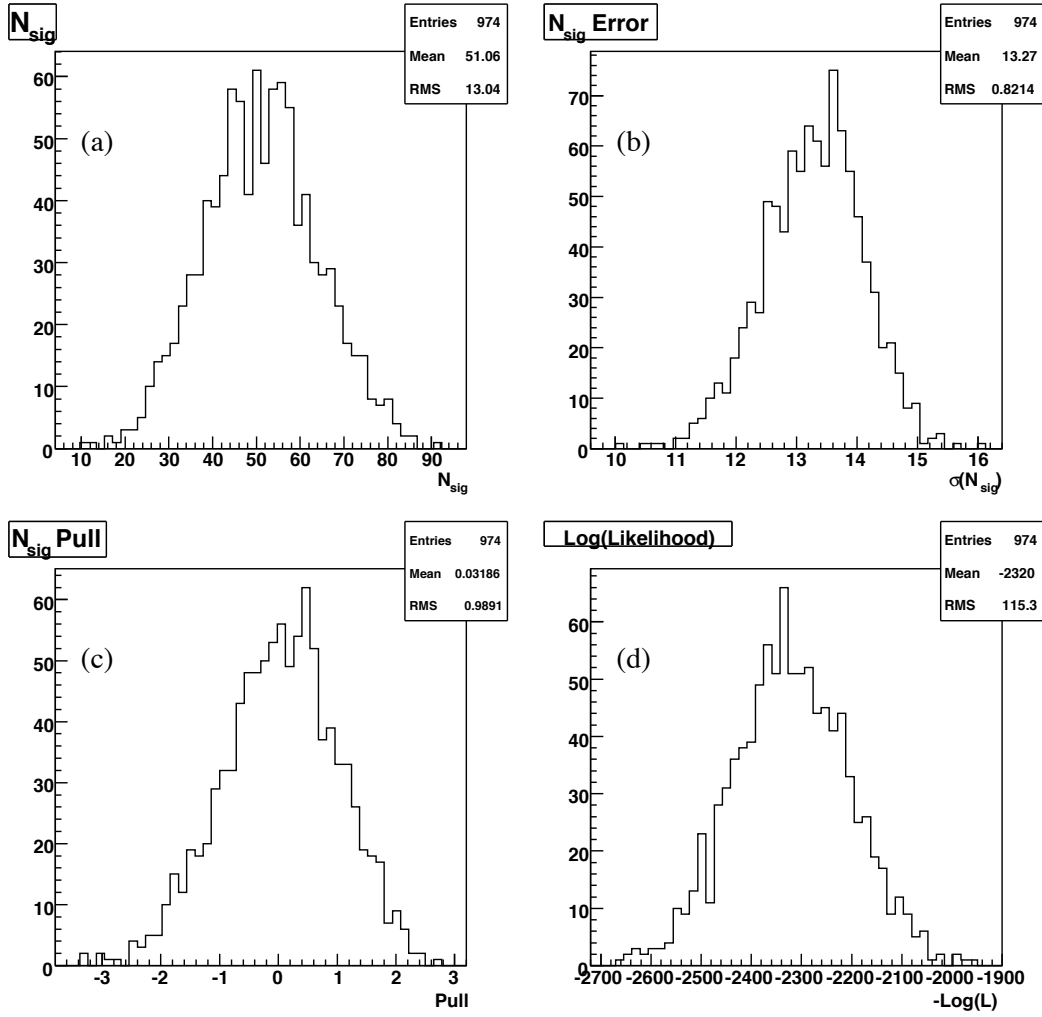 N_sig
Entries 974
Mean 51.06
RMS 13.04
(a)
60
50
40
30
20
10
0
10 20 30 40 50 60 70 80 90
N_sig
N_sig Error
Entries 974
Mean 13.27
RMS 0.8214
(b)
70
60
50
40
30
20
10
0
10 11 12 13 14 15 16
σ(N_sig)
N_sig Pull
Entries 974
Mean 0.03186
RMS 0.9891
(c)
60
50
40
30
20
10
0
-3 -2 -1 0 1 2 3
Pull
Log(Likelihood)
Entries 974
Mean -2320
RMS 115.3
(d)
60
50
40
30
20
10
0
-2700 -2600 -2500 -2400 -2300 -2200 -2100 -2000 -1900
-Log(L)